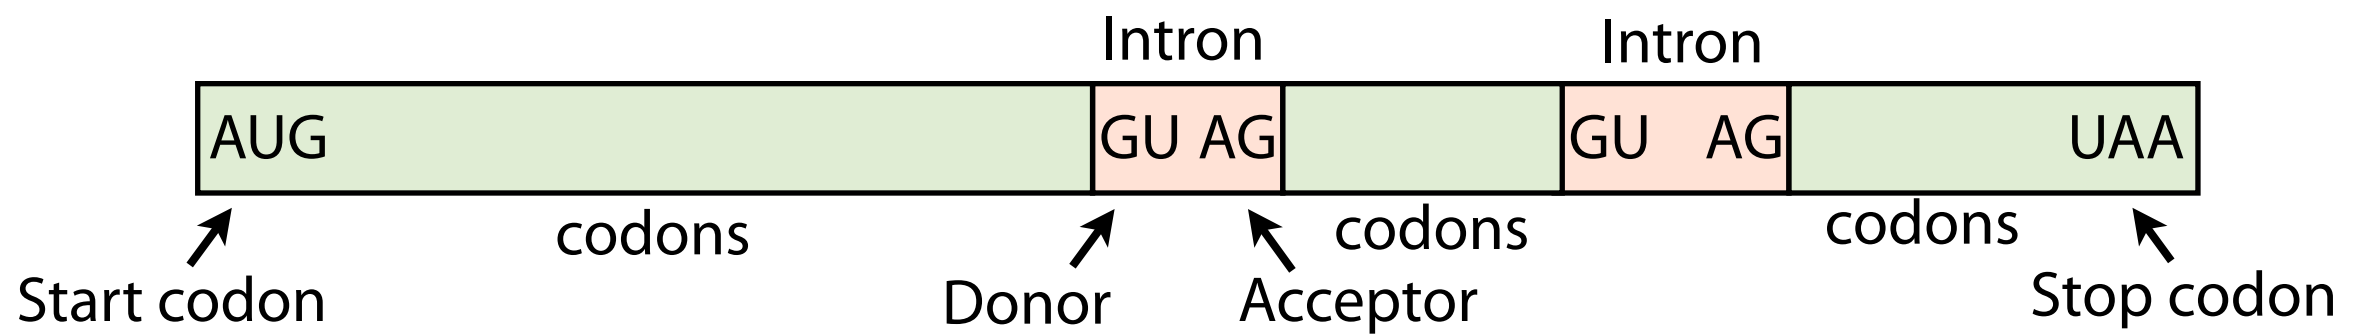 Intron Intron
AUG GU AG GU AG UAA
codons codons codons
Start codon Donor Acceptor Stop codon